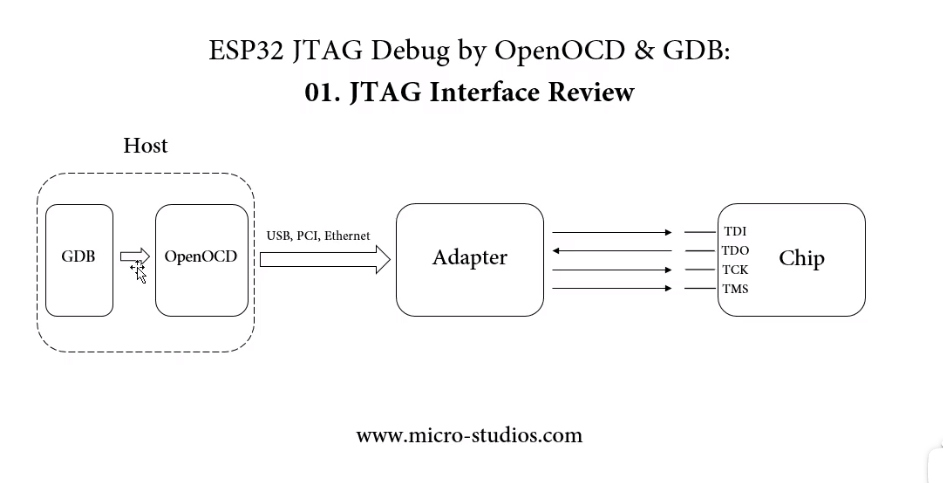 ESP32 JTAG Debug by OpenOCD & GDB:
01. JTAG Interface Review
Host
GDB
OpenOCD
USB, PCI, Ethernet
Adapter
TDI
TDO
TCK
TMS
Chip
www.micro-studios.com